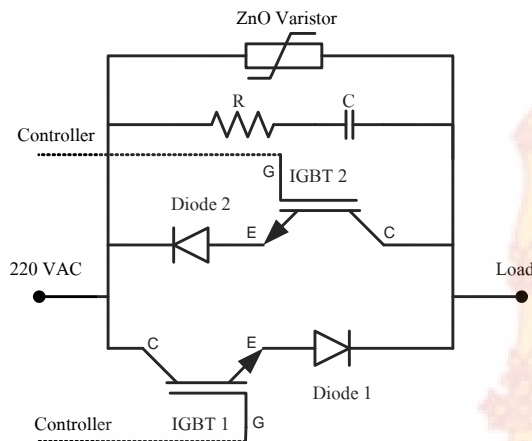 ZnO Varistor
R
C
Controller
G
IGBT 2
Diode 2
E
C
220 VAC
Load
C
E
Diode 1
IGBT 1
G
Controller